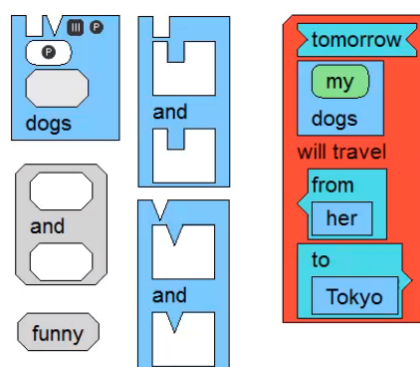 III P
P
dogs
and
funny
and
and
tomorrow
my
dogs
will travel
from
her
to
Tokyo